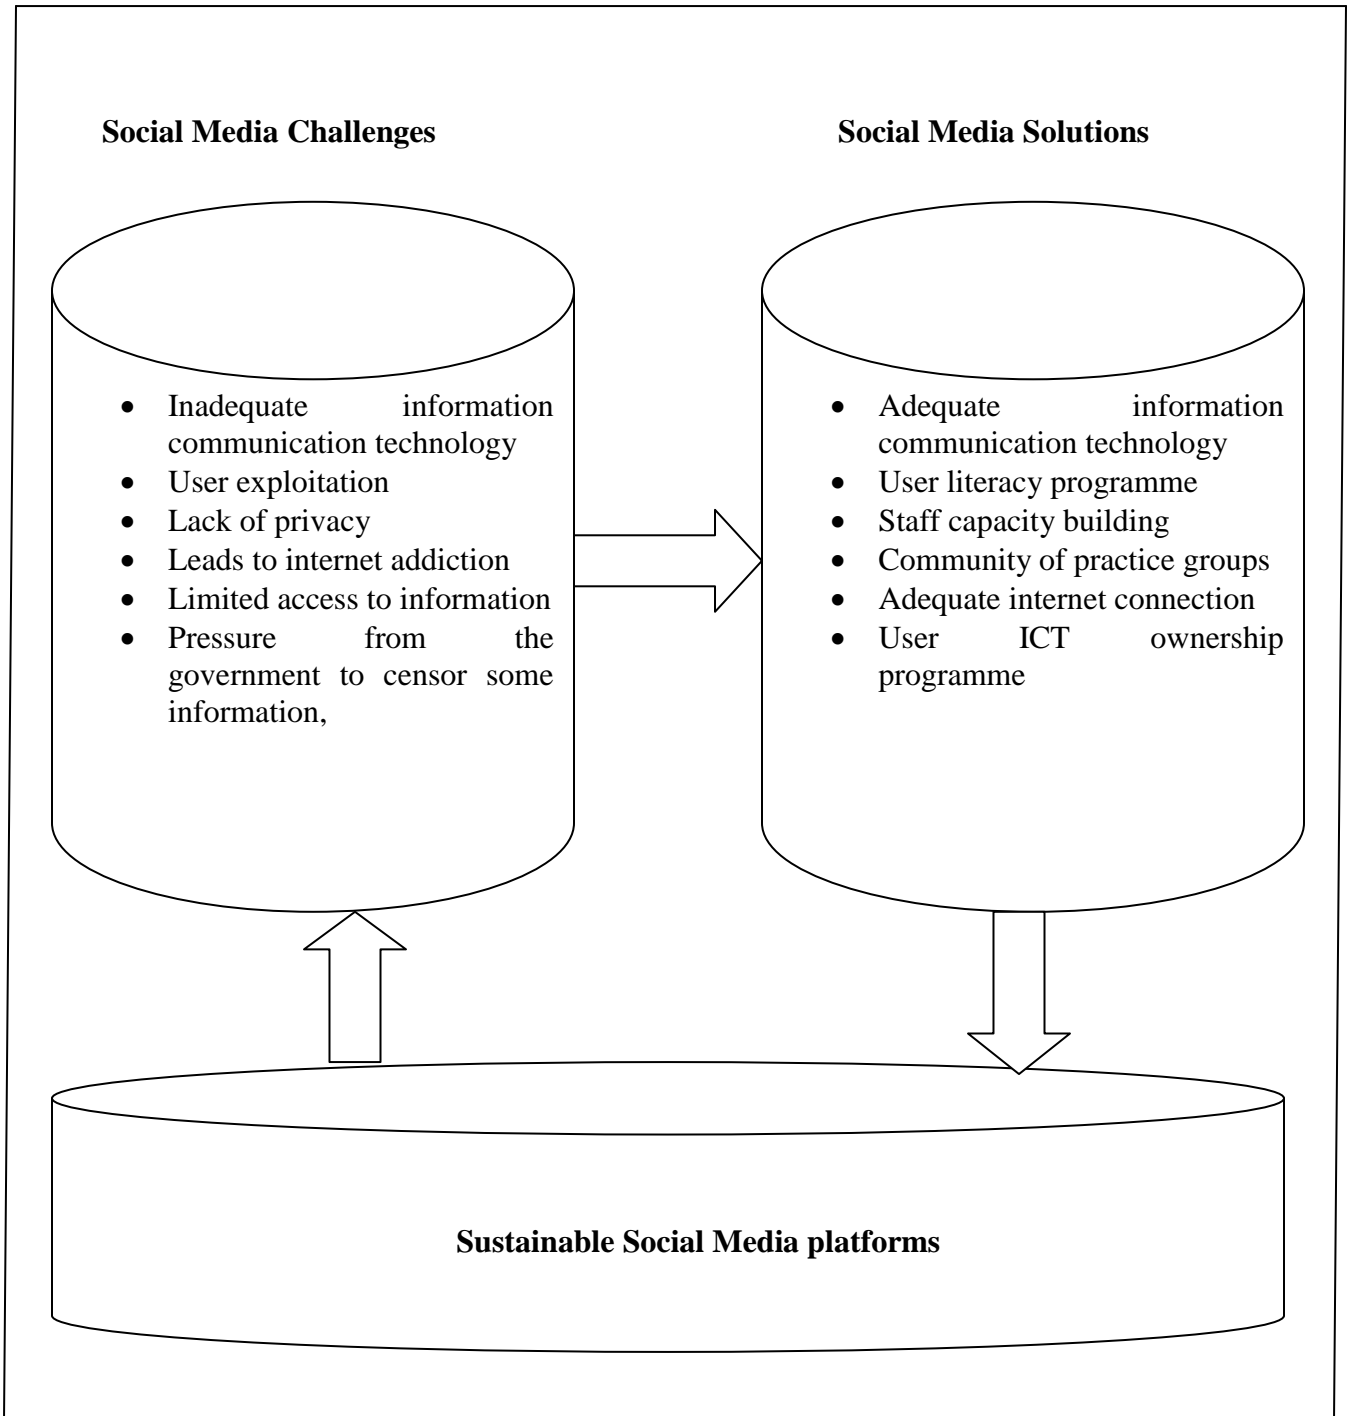 Social Media Challenges
Social Media Solutions
• Inadequate information
communication technology
• User exploitation
• Lack of privacy
• Leads to internet addiction
• Limited access to information
• Pressure from the
government to censor some
information,
• Adequate information
communication technology
• User literacy programme
• Staff capacity building
• Community of practice groups
• Adequate internet connection
• User ICT ownership
programme
Sustainable Social Media platforms